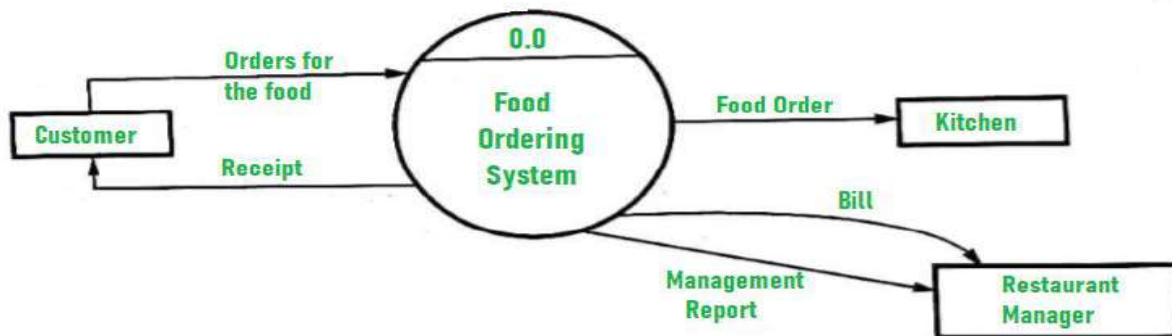 0.0
Orders for
the food
Food
Ordering
System
Food Order
Customer
Kitchen
Receipt
Bill
Management
Report
Restaurant
Manager